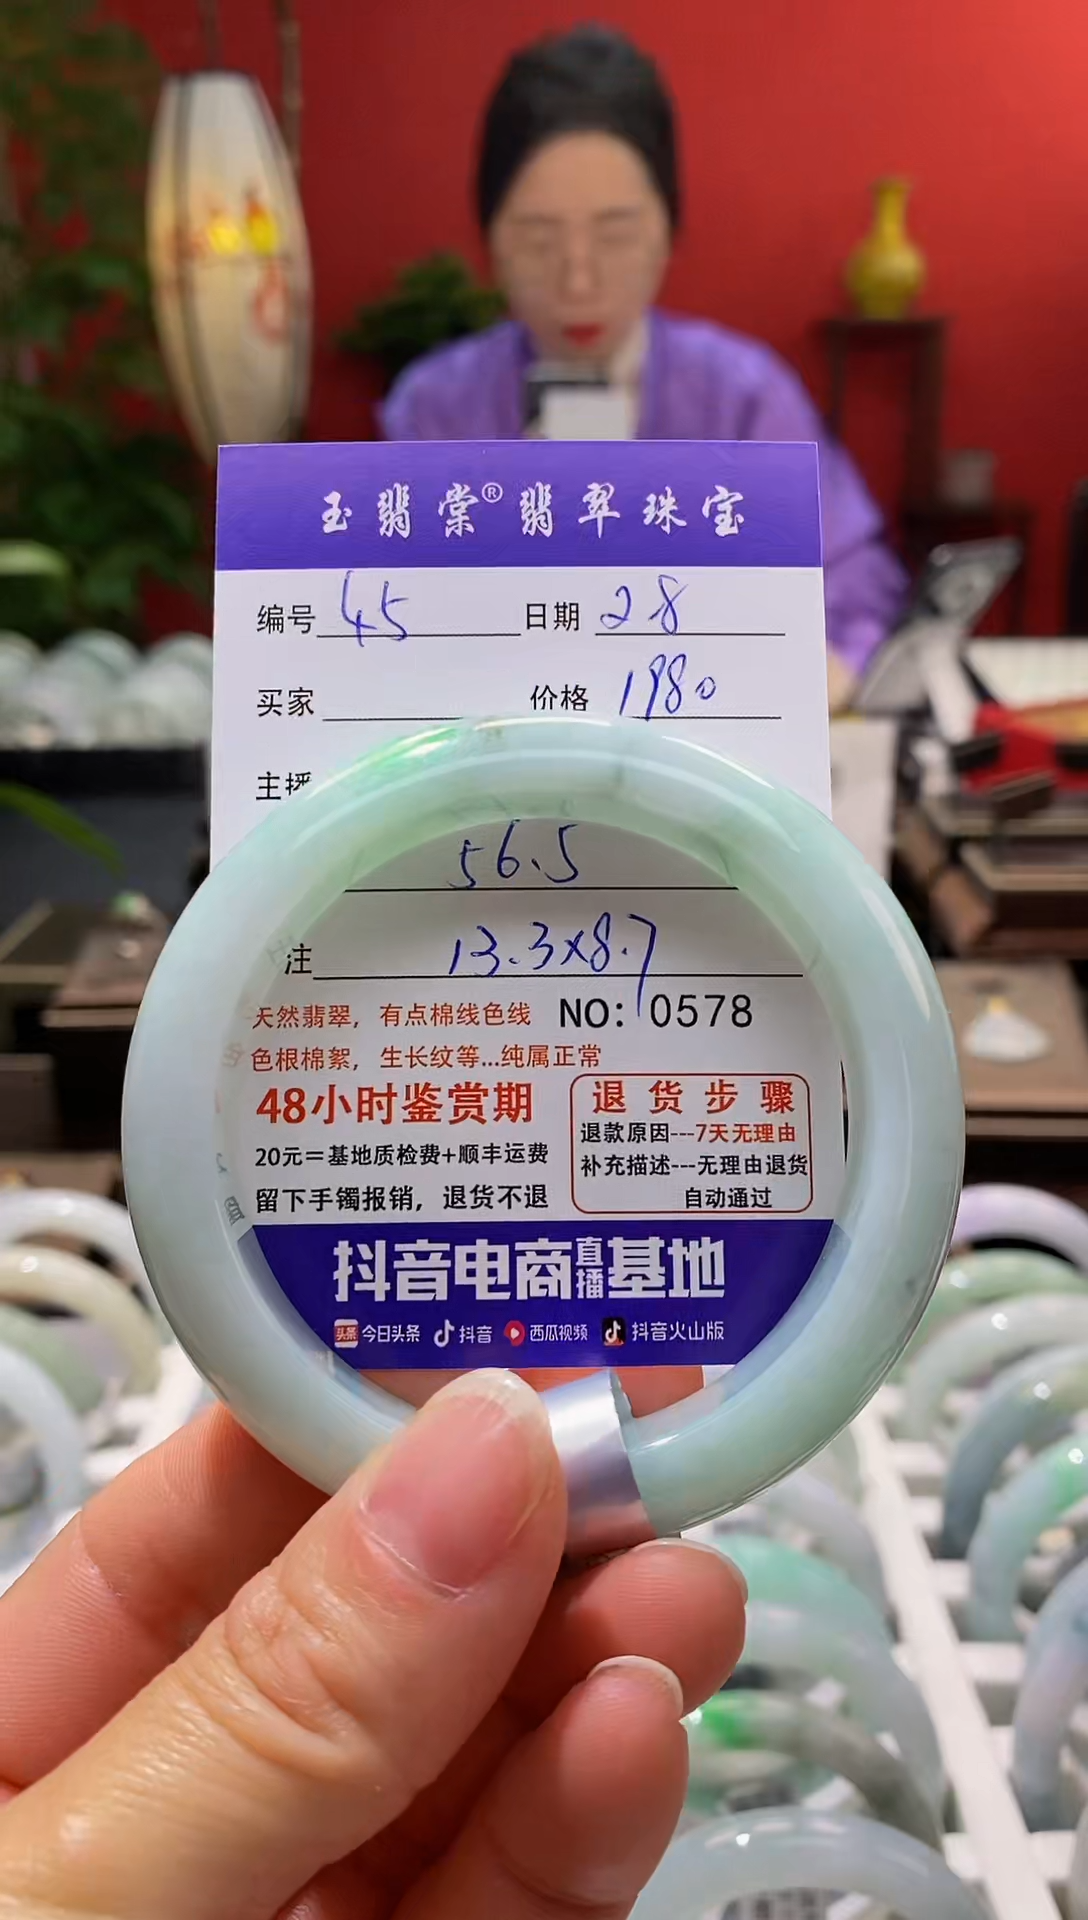 玉翡棠®翡翠珠宝
编号 45 日期 28
买家 价格 1980
主播
56.5
注 13.3x8.7
天然翡翠，有点棉线色线 NO: 0578
色根棉絮，生长纹等...纯属正常
48小时鉴赏期
20元=基地质检费+顺丰运费
留下手镯报销，退货不退
退货步骤
退款原因---7天无理由
补充描述---无理由退货
自动通过
抖音电商直播基地
头条 今日头条 抖音 西瓜视频 抖音火山版